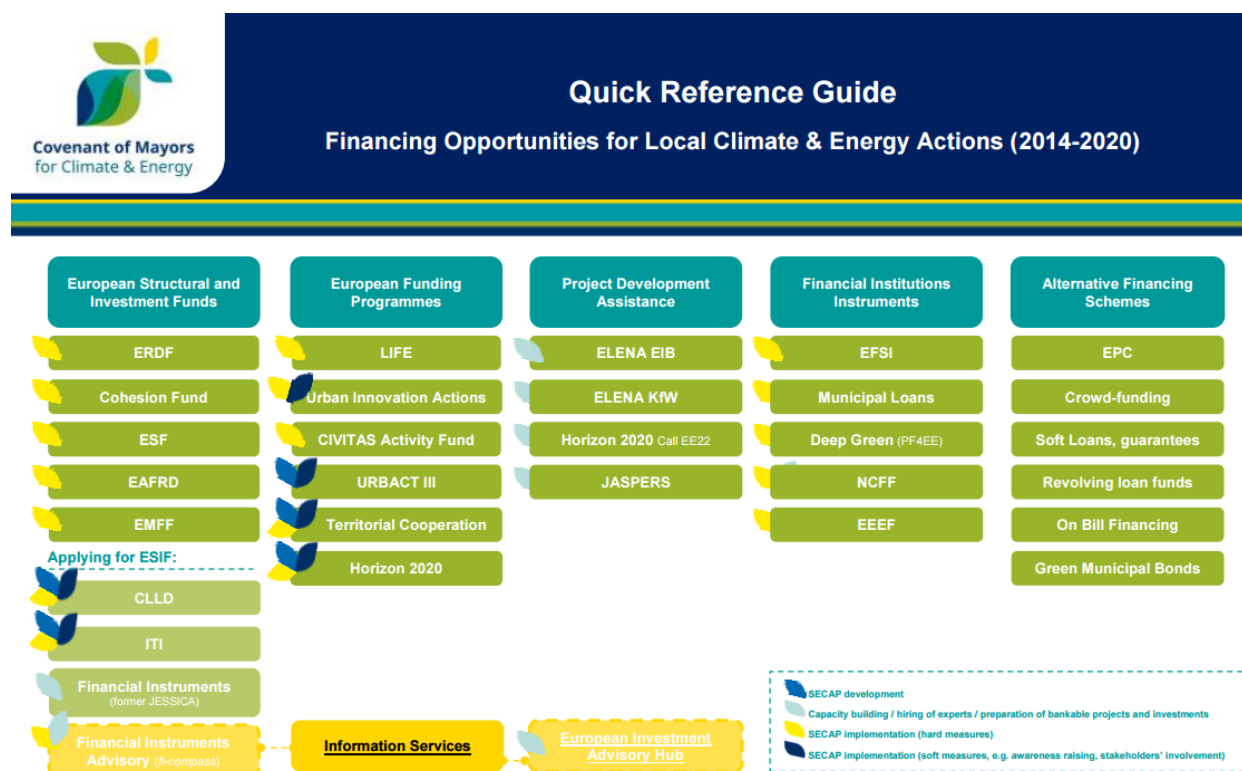 Covenant of Mayors
for Climate & Energy
Quick Reference Guide
Financing Opportunities for Local Climate & Energy Actions (2014-2020)
European Structural and
Investment Funds
ERDF
Cohesion Fund
ESF
EAFRD
EMFF
Applying for ESIF:
CLLD
ITI
Financial Instruments
(former JESSICA)
Financial Instruments
Advisory (fi-compass)
European Funding
Programmes
LIFE
Urban Innovation Actions
CIVITAS Activity Fund
URBACT III
Territorial Cooperation
Horizon 2020
Information Services
Project Development
Assistance
ELENA EIB
ELENA KfW
Horizon 2020 Call EE22
JASPERS
European Investment
Advisory Hub
Financial Institutions
Instruments
EFSI
Municipal Loans
Deep Green (PF4EE)
NCFF
EEEF
Alternative Financing
Schemes
EPC
Crowd-funding
Soft Loans, guarantees
Revolving loan funds
On Bill Financing
Green Municipal Bonds
SECAP development
Capacity building / hiring of experts / preparation of bankable projects and investments
SECAP implementation (hard measures)
SECAP implementation (soft measures, e.g. awareness raising, stakeholders' involvement)